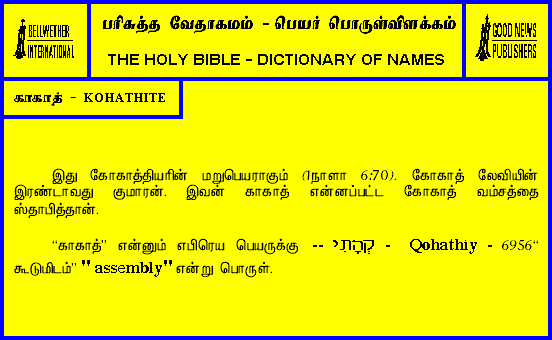 BELLWETHER
INTERNATIONAL
பரிசுத்த வேதாகமம் - பெயர் பொருள்விளக்கம்
THE HOLY BIBLE - DICTIONARY OF NAMES
GOOD NEWS
PUBLISHERS
காகாத் - KOHATHITE
இது கோகாத்தியரின் மறுபெயராகும் (1நாளா 6:70). கோகாத் லேவியின்
இரண்டாவது குமாரன். இவன் காகாத் என்னப்பட்ட கோகாத் வம்சத்தை
ஸ்தாபித்தான்.
“காகாத்” என்னும் எபிரெய பெயருக்கு -- קְהָתִי - Qohathiy - 6956“
கூடுமிடம்” "assembly" என்று பொருள்.